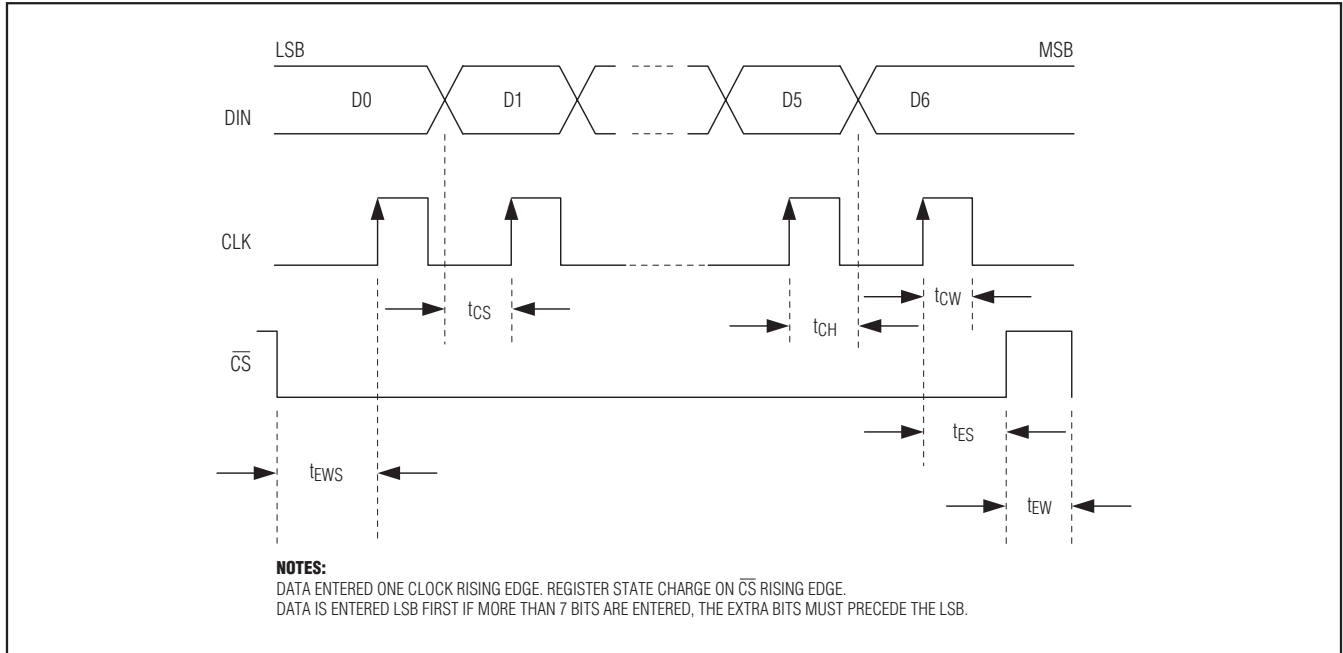 LSB
MSB
DIN
D0
D1
D5
D6
CLK
tCS
tCH
tCW
C̅S̅
tES
tEWS
tEW
NOTES:
DATA ENTERED ONE CLOCK RISING EDGE. REGISTER STATE CHARGE ON C̅S̅ RISING EDGE.
DATA IS ENTERED LSB FIRST IF MORE THAN 7 BITS ARE ENTERED, THE EXTRA BITS MUST PRECEDE THE LSB.